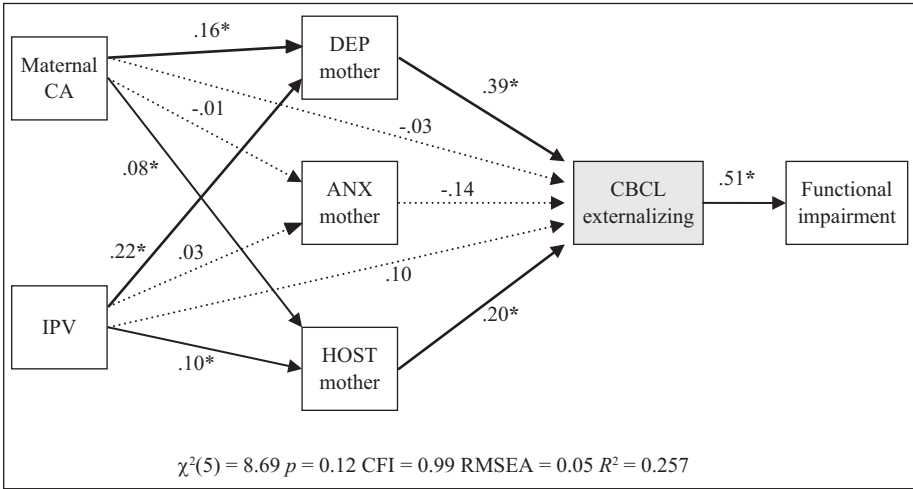 .16*
DEP
mother
Maternal
CA
.39*
-.01
-.03
.08*
ANX
mother
-.14
CBCL
externalizing
.51*
Functional
impairment
.22*
.03
.10
IPV
.20*
HOST
mother
.10*
χ²(5) = 8.69 p = 0.12 CFI = 0.99 RMSEA = 0.05 R² = 0.257